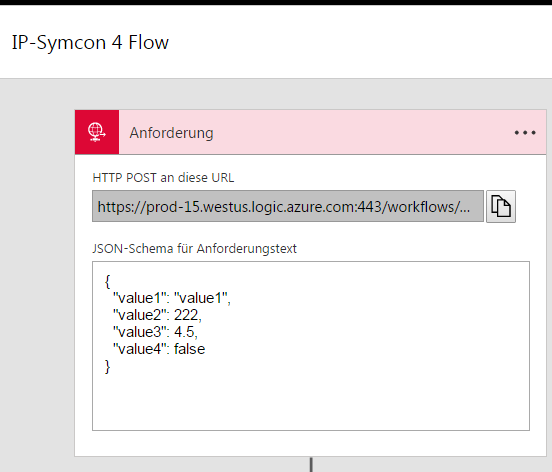 IP-Symcon 4 Flow
Anforderung
HTTP POST an diese URL
https://prod-15.westus.logic.azure.com:443/workflows/...
JSON-Schema für Anforderungstext
{
"value1": "value1",
"value2": 222,
"value3": 4.5,
"value4": false
}